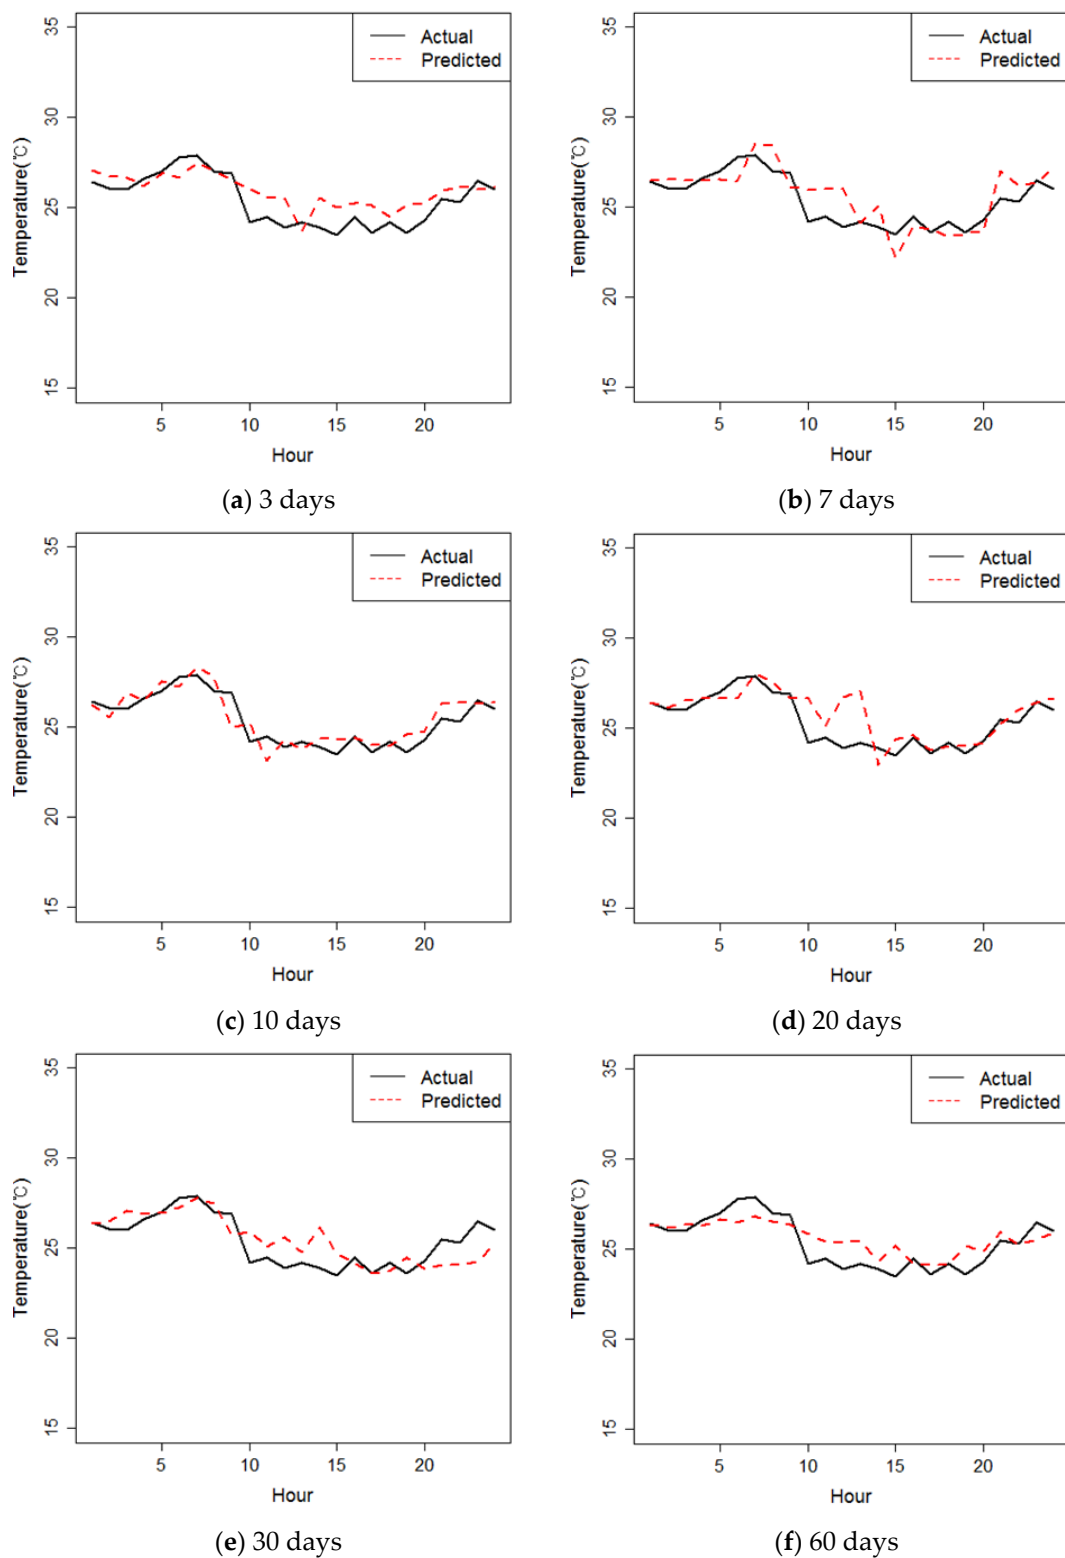 Actual
Predicted
35
30
25
20
15
Temperature(℃)
5
10
15
20
Hour
(a) 3 days
Actual
Predicted
35
30
25
20
15
Temperature(℃)
5
10
15
20
Hour
(b) 7 days
Actual
Predicted
35
30
25
20
15
Temperature(℃)
5
10
15
20
Hour
(c) 10 days
Actual
Predicted
35
30
25
20
15
Temperature(℃)
5
10
15
20
Hour
(d) 20 days
Actual
Predicted
35
30
25
20
15
Temperature(℃)
5
10
15
20
Hour
(e) 30 days
Actual
Predicted
35
30
25
20
15
Temperature(℃)
5
10
15
20
Hour
(f) 60 days